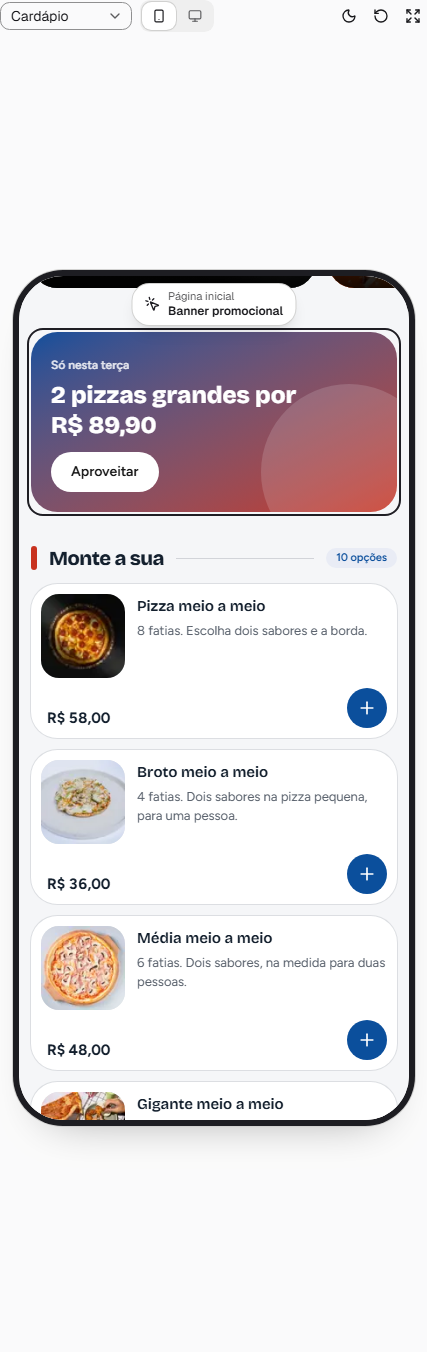 Cardápio
Página inicial
Banner promocional
Só nesta terça
2 pizzas grandes por
R$ 89,90
Aproveitar
Monte a sua
10 opções
Pizza meio a meio
8 fatias. Escolha dois sabores e a borda.
R$ 58,00
Broto meio a meio
4 fatias. Dois sabores na pizza pequena,
para uma pessoa.
R$ 36,00
Média meio a meio
6 fatias. Dois sabores, na medida para duas
pessoas.
R$ 48,00
Gigante meio a meio